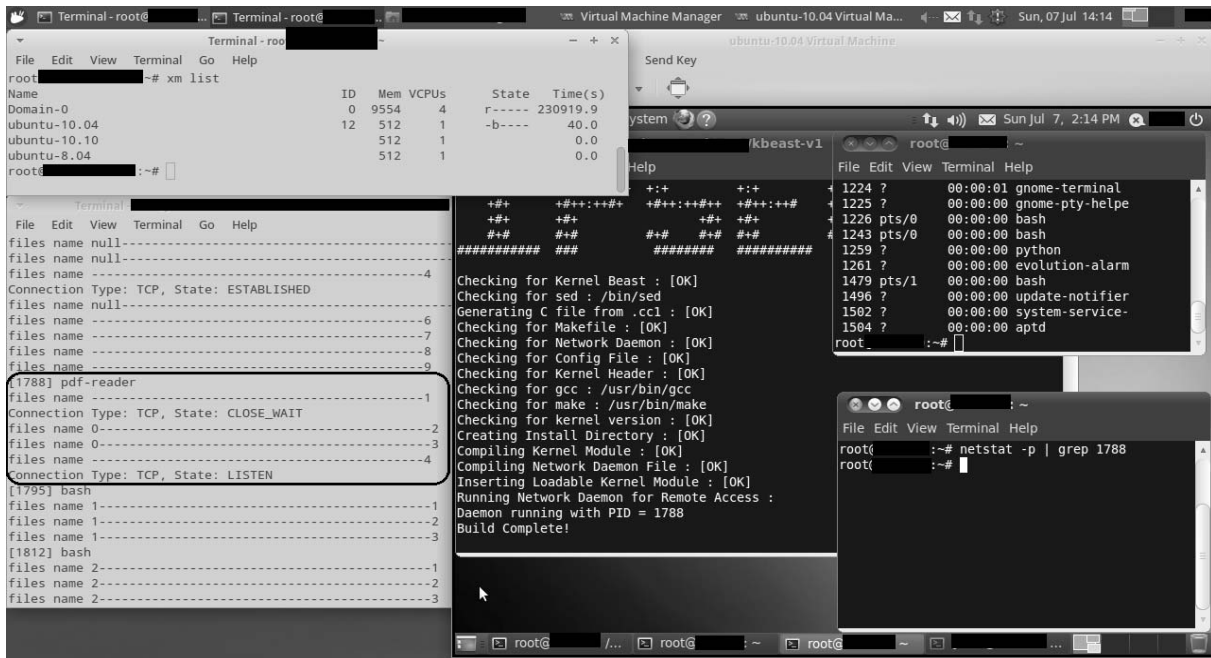 Terminal - root@ ... Terminal - root@ .. Virtual Machine Manager ubuntu-10.04 Virtual Ma... Sun, 07 Jul 14:14
Terminal - roo ~
File Edit View Terminal Go Help
root ~# xm list
Name ID Mem VCPUs State Time(s)
Domain-0 0 9554 4 r----- 230919.9
ubuntu-10.04 12 512 1 -b---- 40.0
ubuntu-10.10 512 1 0.0
ubuntu-8.04 512 1 0.0
root@ :~#
Terminal -
File Edit View Terminal Go Help
files name null------------------------------------
files name null------------------------------------
files name ----------------------------------------4
Connection Type: TCP, State: ESTABLISHED
files name null------------------------------------
files name ----------------------------------------6
files name ----------------------------------------7
files name ----------------------------------------8
files name ----------------------------------------9
[1788] pdf-reader
files name ----------------------------------------1
Connection Type: TCP, State: CLOSE_WAIT
files name 0---------------------------------------2
files name 0---------------------------------------3
files name ----------------------------------------4
Connection Type: TCP, State: LISTEN
[1795] bash
files name 1---------------------------------------1
files name 1---------------------------------------2
files name 1---------------------------------------3
[1812] bash
files name 2---------------------------------------1
files name 2---------------------------------------2
files name 2---------------------------------------3
ubuntu-10.04 Virtual Machine
Send Key
ystem Sun Jul 7, 2:14 PM
/kbeast-v1
Help
+:+ +:+ +
+#+ +#++:++#+ +#++:++#++ +#++:++# +
+#+ +#+ +#+ +#+ +
#+# #+# #+# #+# #+# #
########### ### ######## ##########
Checking for Kernel Beast : [OK]
Checking for sed : /bin/sed
Generating C file from .cc1 : [OK]
Checking for Makefile : [OK]
Checking for Network Daemon : [OK]
Checking for Config File : [OK]
Checking for Kernel Header : [OK]
Checking for gcc : /usr/bin/gcc
Checking for make : /usr/bin/make
Checking for kernel version : [OK]
Creating Install Directory : [OK]
Compiling Kernel Module : [OK]
Compiling Network Daemon File : [OK]
Inserting Loadable Kernel Module : [OK]
Running Network Daemon for Remote Access :
Daemon running with PID = 1788
Build Complete!
root@ : ~
File Edit View Terminal Help
1224 ? 00:00:01 gnome-terminal
1225 ? 00:00:00 gnome-pty-helpe
1226 pts/0 00:00:00 bash
1243 pts/0 00:00:00 bash
1259 ? 00:00:00 python
1261 ? 00:00:00 evolution-alarm
1479 pts/1 00:00:00 bash
1496 ? 00:00:00 update-notifier
1502 ? 00:00:00 system-service-
1504 ? 00:00:00 aptd
root :~#
root@ : ~
File Edit View Terminal Help
root@ :~# netstat -p | grep 1788
root( :~#
root@ /... root@ : ~ root@ ~ ...